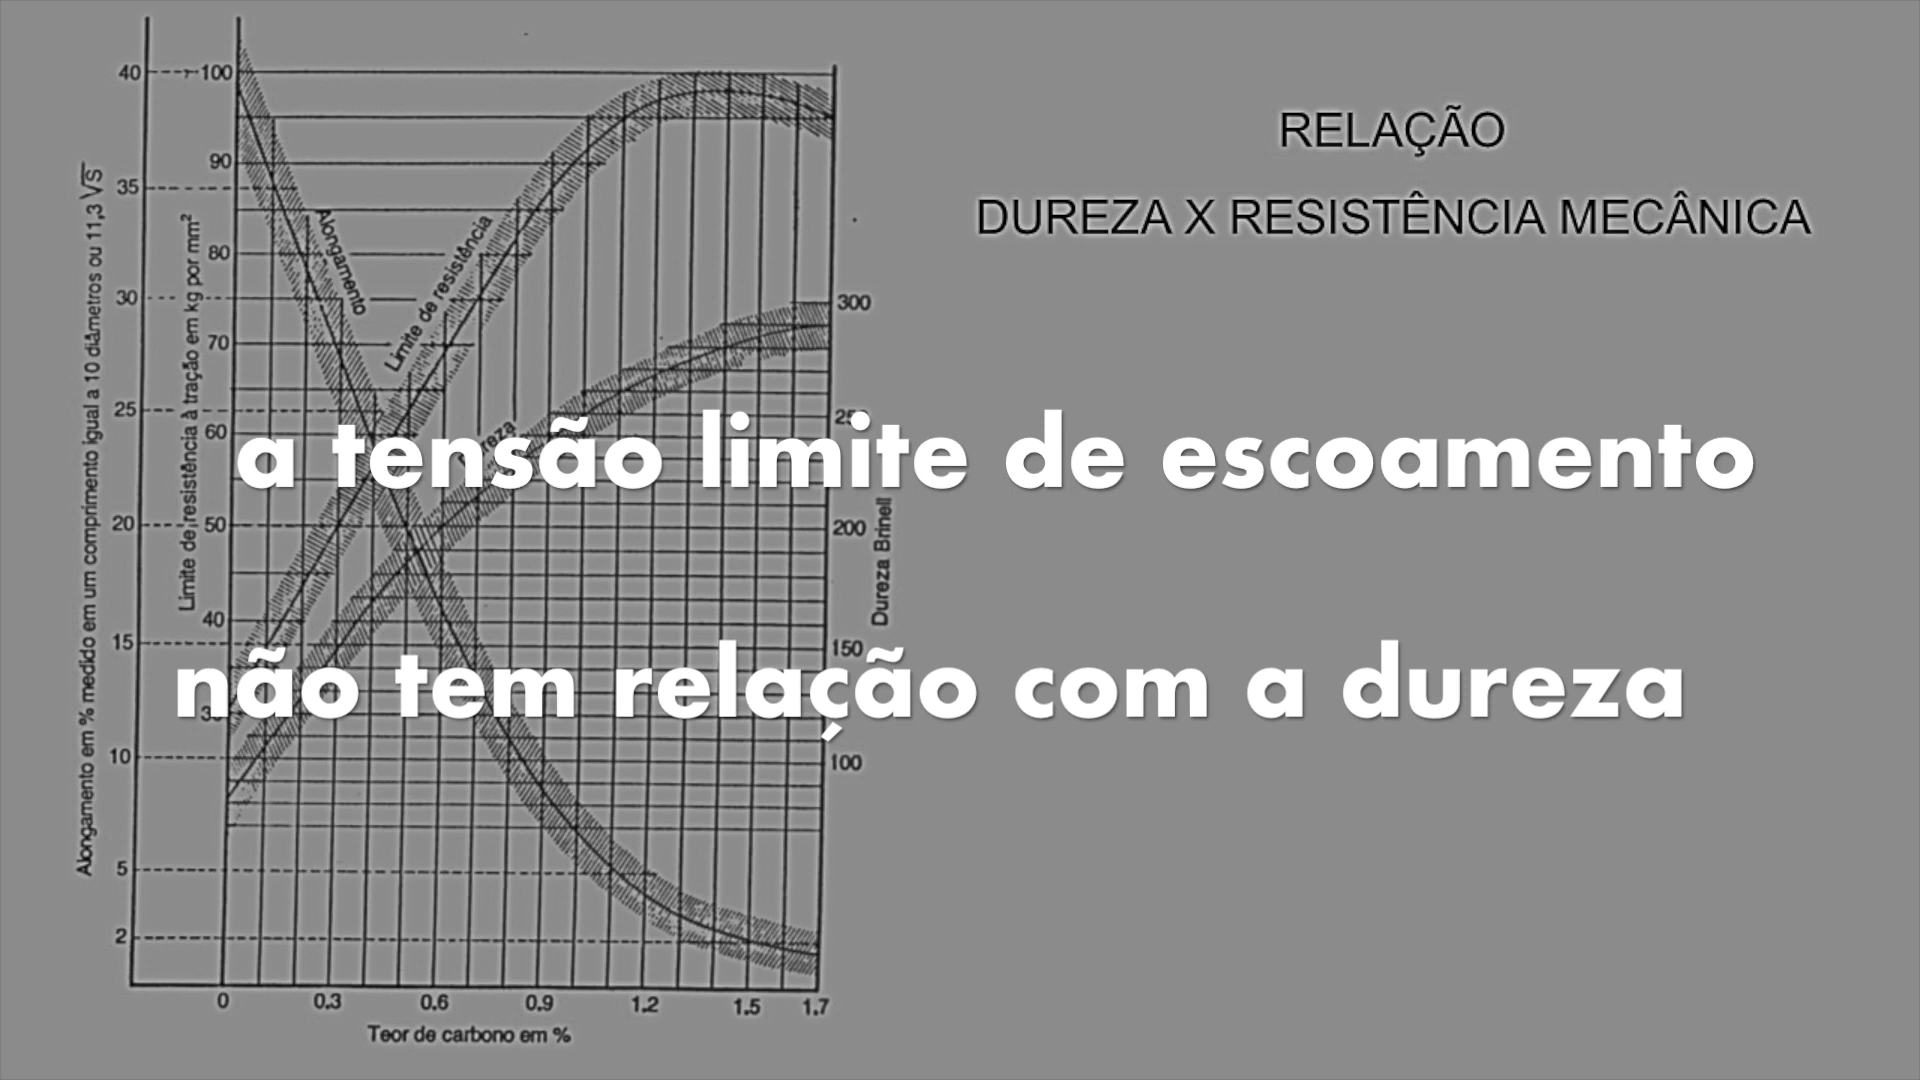 RELAÇÃO
DUREZA X RESISTÊNCIA MECÂNICA
a tensão limite de escoamento
não tem relação com a dureza
Alongamento em % medido em um comprimento igual a 10 diâmetros ou 11,3 √S
40
35
30
25
20
15
10
5
2
Limite de resistência à tração em kg por mm²
100
90
80
70
60
50
40
Alongamento
Limite de resistência
300
200
150
100
Dureza Brinell
0 0.3 0.6 0.9 1.2 1.5 1.7
Teor de carbono em %